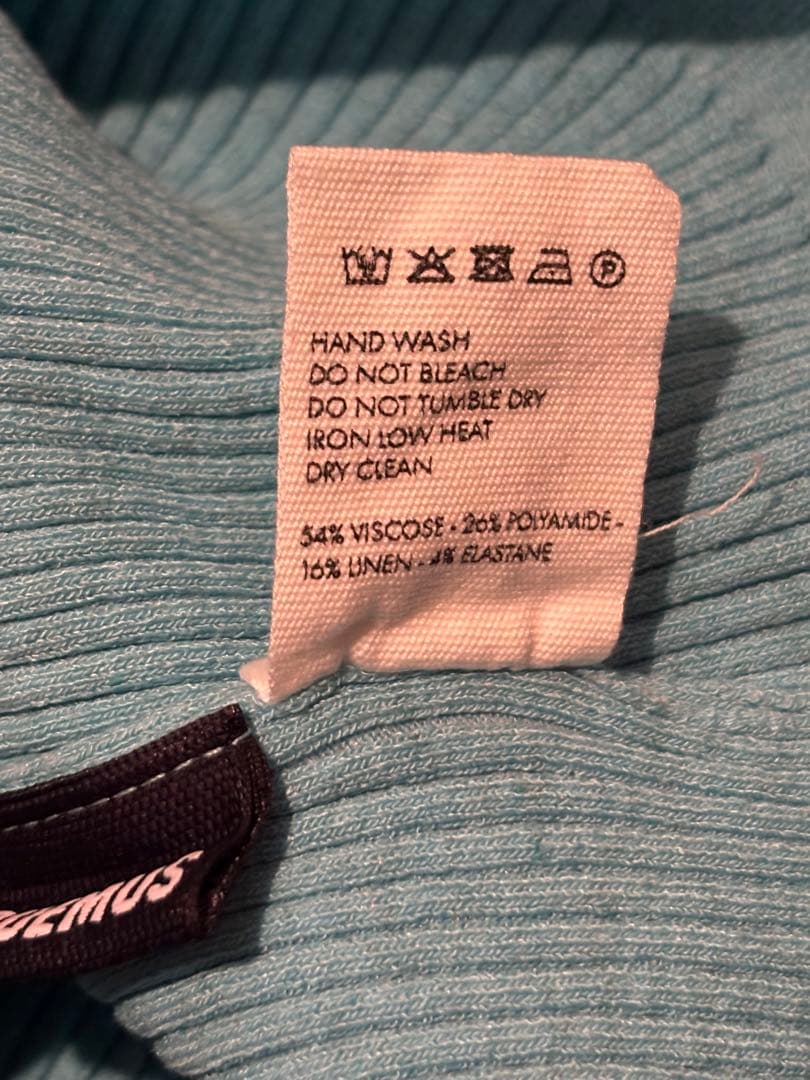 P
HAND WASH
DO NOT BLEACH
DO NOT TUMBLE DRY
IRON LOW HEAT
DRY CLEAN
54% VISCOSE - 26% POLYAMIDE -
16% LINEN - 4% ELASTANE
UEMUS